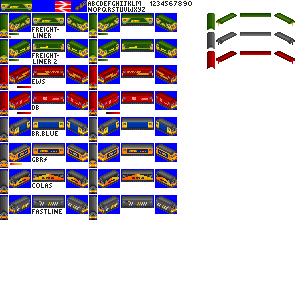 ABCDEFGHIJKLM 1234567890
NOPQRSTUVWXYZ
FREIGHT-
LINER
FREIGHT-
LINER 2
EWS
DB
BR.BLUE
GBRf
COLAS
FASTLINE